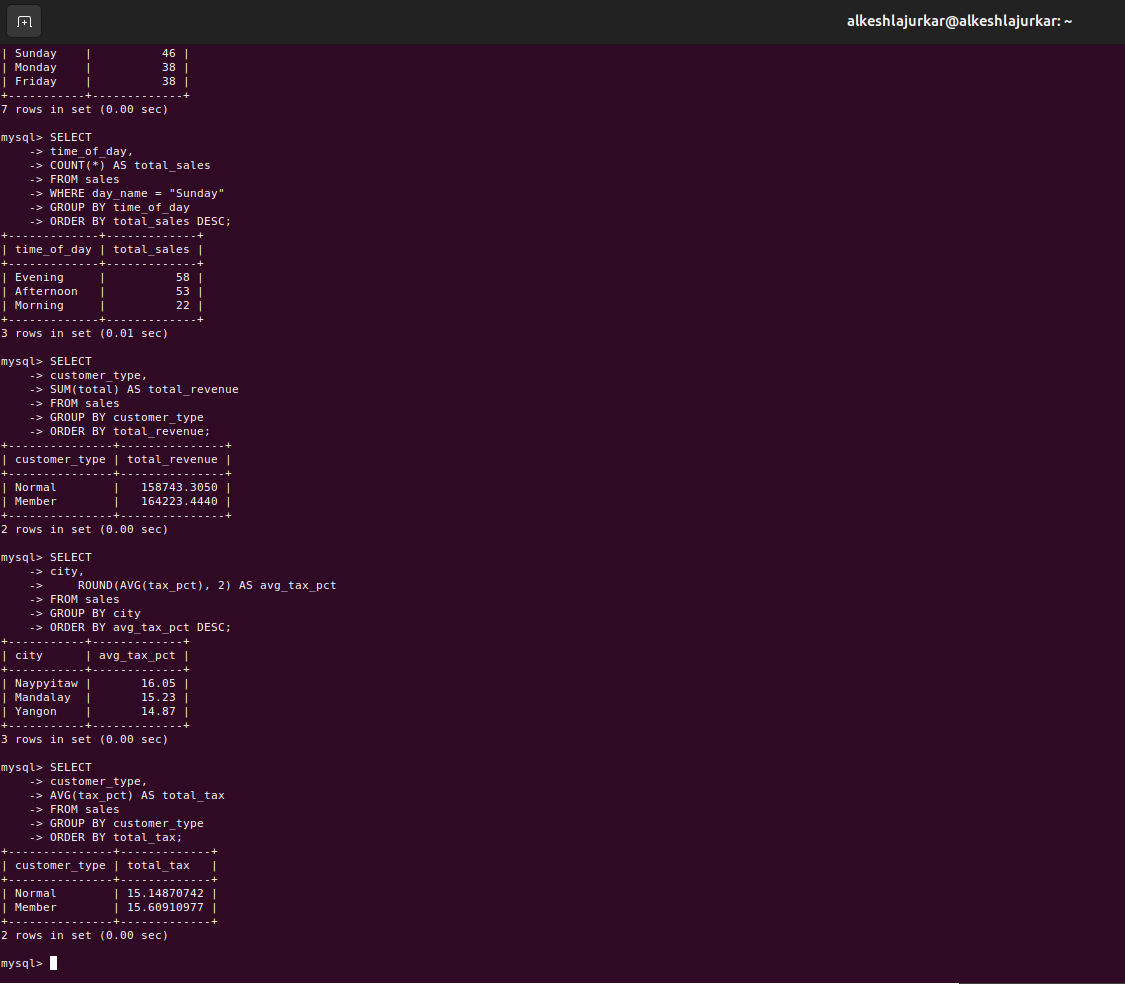 alkeshlajurkar@alkeshlajurkar: ~
| Sunday    |          46 |
| Monday    |          38 |
| Friday    |          38 |
+-----------+-------------+
7 rows in set (0.00 sec)
mysql> SELECT
    -> time_of_day,
    -> COUNT(*) AS total_sales
    -> FROM sales
    -> WHERE day_name = "Sunday"
    -> GROUP BY time_of_day
    -> ORDER BY total_sales DESC;
+-------------+-------------+
| time_of_day | total_sales |
+-------------+-------------+
| Evening     |          58 |
| Afternoon   |          53 |
| Morning     |          22 |
+-------------+-------------+
3 rows in set (0.01 sec)
mysql> SELECT
    -> customer_type,
    -> SUM(total) AS total_revenue
    -> FROM sales
    -> GROUP BY customer_type
    -> ORDER BY total_revenue;
+---------------+---------------+
| customer_type | total_revenue |
+---------------+---------------+
| Normal        |   158743.3050 |
| Member        |   164223.4440 |
+---------------+---------------+
2 rows in set (0.00 sec)
mysql> SELECT
    -> city,
    ->     ROUND(AVG(tax_pct), 2) AS avg_tax_pct
    -> FROM sales
    -> GROUP BY city
    -> ORDER BY avg_tax_pct DESC;
+-----------+-------------+
| city      | avg_tax_pct |
+-----------+-------------+
| Naypyitaw |       16.05 |
| Mandalay  |       15.23 |
| Yangon    |       14.87 |
+-----------+-------------+
3 rows in set (0.00 sec)
mysql> SELECT
    -> customer_type,
    -> AVG(tax_pct) AS total_tax
    -> FROM sales
    -> GROUP BY customer_type
    -> ORDER BY total_tax;
+---------------+-------------+
| customer_type | total_tax   |
+---------------+-------------+
| Normal        | 15.14870742 |
| Member        | 15.60910977 |
+---------------+-------------+
2 rows in set (0.00 sec)
mysql>